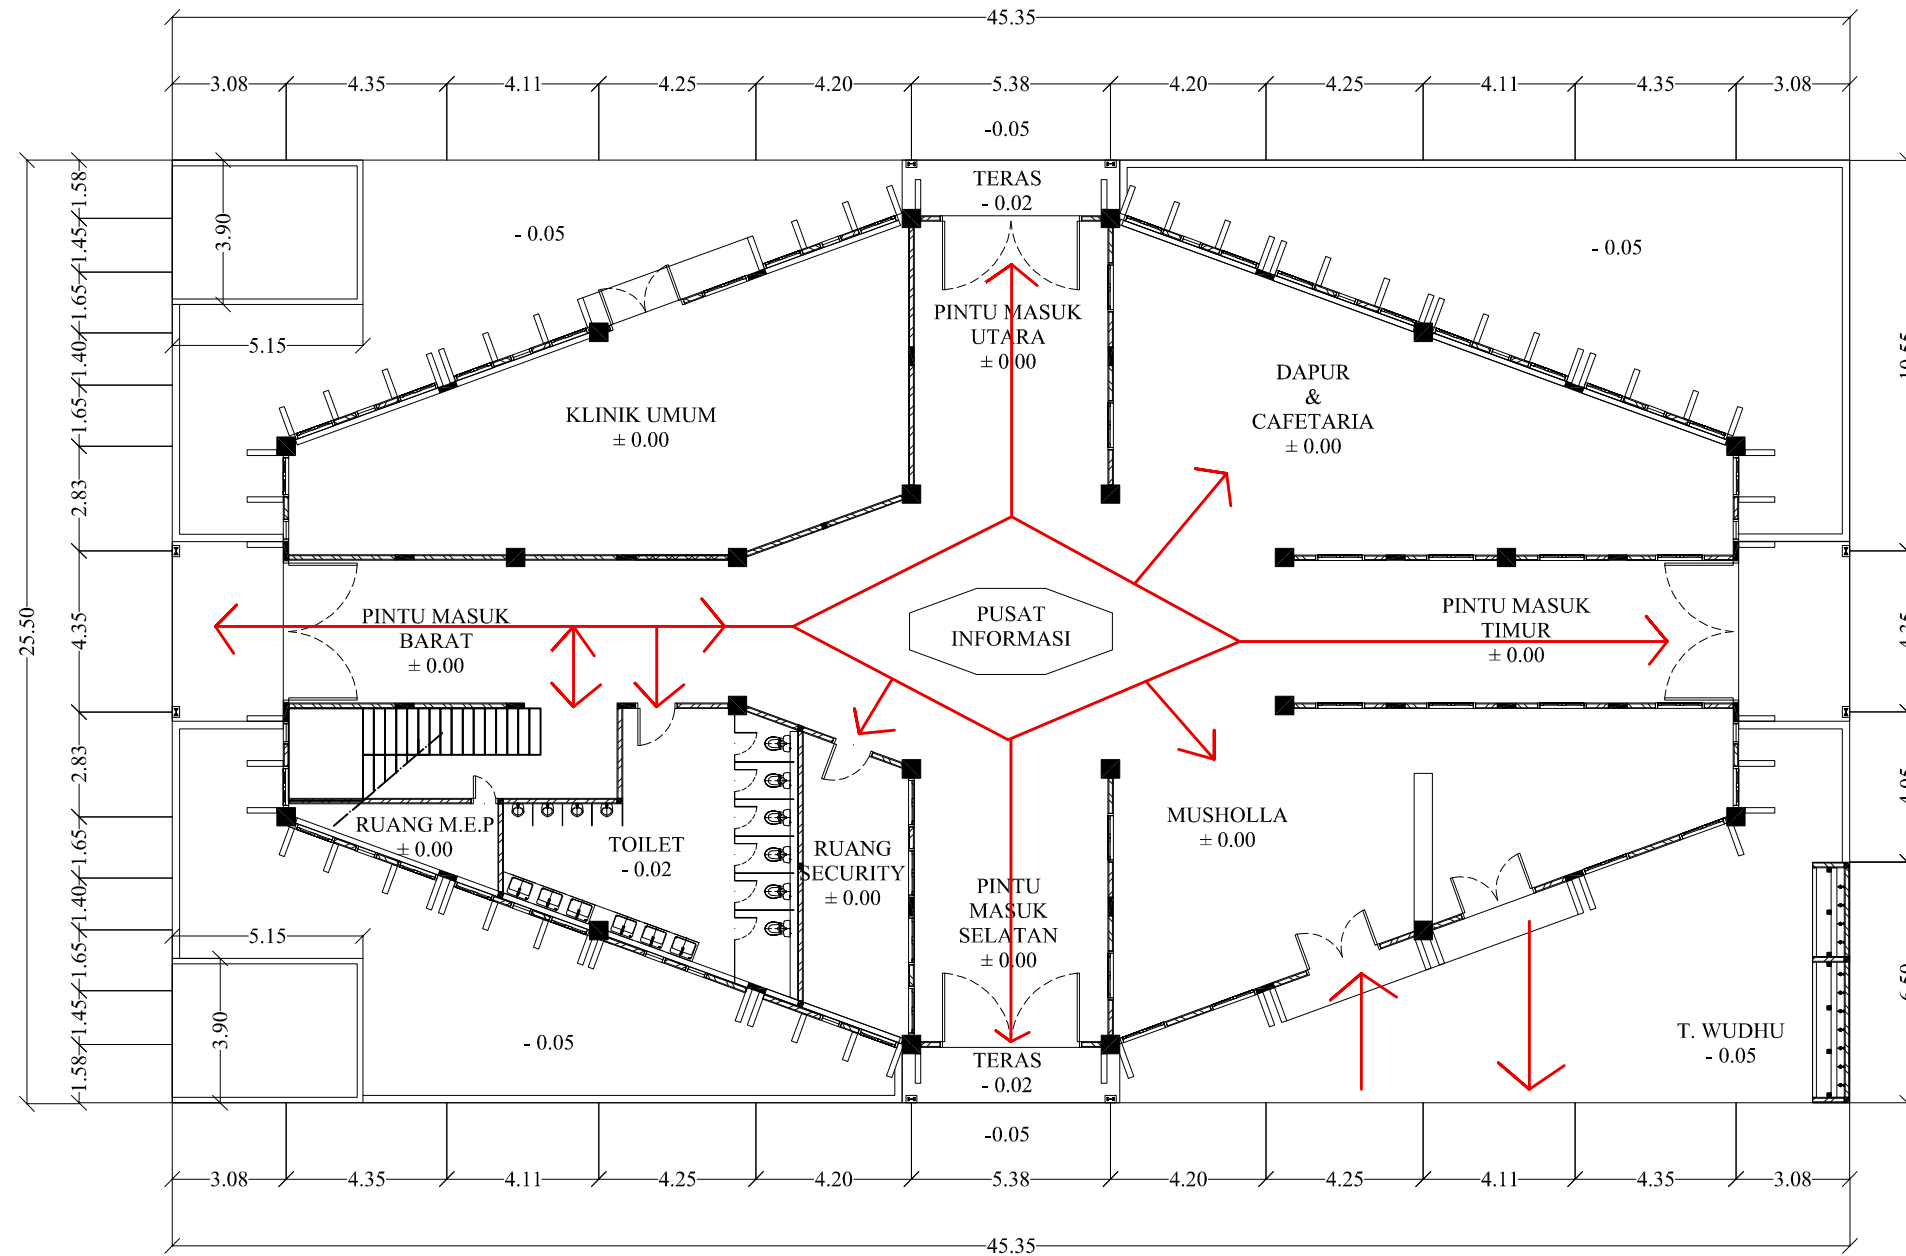 45.35
3.08 4.35 4.11 4.25 4.20 5.38 4.20 4.25 4.11 4.35 3.08
-0.05
1.58
1.45
1.65
1.40
1.65
2.83
4.35
2.83
1.65
1.40
1.65
1.45
1.58
25.50
3.90
5.15
- 0.05
TERAS
- 0.02
- 0.05
PINTU MASUK
UTARA
± 0.00
KLINIK UMUM
± 0.00
DAPUR
&
CAFETARIA
± 0.00
PINTU MASUK
BARAT
± 0.00
PUSAT
INFORMASI
PINTU MASUK
TIMUR
± 0.00
RUANG M.E.P
± 0.00
TOILET
- 0.02
RUANG
SECURITY
± 0.00
PINTU
MASUK
SELATAN
± 0.00
MUSHOLLA
± 0.00
T. WUDHU
- 0.05
5.15
3.90
- 0.05
TERAS
- 0.02
-0.05
3.08 4.35 4.11 4.25 4.20 5.38 4.20 4.25 4.11 4.35 3.08
45.35